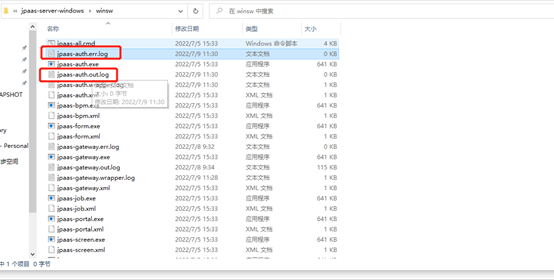 « jpaas-server-windows › winsw
在 winsw 中搜索
名称 修改日期 类型 大小
jpaas-all.cmd 2022/7/5 15:33 Windows 命令脚本 4 KB
jpaas-auth.err.log 2022/7/9 11:30 文本文档 0 KB
jpaas-auth.exe 2022/7/5 15:33 应用程序 641 KB
jpaas-auth.out.log 2022/7/9 11:30 文本文档 0 KB
jpaas-auth.wrapper.log 2022/7/9 11:30 文本文档 1 KB
jpaas-auth.xml 2022/7/5 15:33 XML 文档 1 KB
大小: 0 字节
修改日期: 2022/7/9 11:30
jpaas-bpm.exe 2022/7/5 15:33 应用程序 641 KB
jpaas-bpm.xml 2022/7/5 15:33 XML 文档 1 KB
jpaas-form.exe 2022/7/5 15:33 应用程序 641 KB
jpaas-form.xml 2022/7/5 15:33 XML 文档 1 KB
jpaas-gateway.err.log 2022/7/8 9:32 文本文档 0 KB
jpaas-gateway.exe 2022/7/5 15:33 应用程序 641 KB
jpaas-gateway.out.log 2022/7/8 9:34 文本文档 115 KB
jpaas-gateway.wrapper.log 2022/7/9 11:28 文本文档 1 KB
jpaas-gateway.xml 2022/7/5 15:33 XML 文档 1 KB
jpaas-job.exe 2022/7/5 15:33 应用程序 641 KB
jpaas-job.xml 2022/7/5 15:33 XML 文档 1 KB
jpaas-portal.exe 2022/7/5 15:33 应用程序 641 KB
jpaas-portal.xml 2022/7/5 15:33 XML 文档 1 KB
jpaas-screen.exe 2022/7/5 15:33 应用程序 641 KB
jpaas-screen.xml 2022/7/5 15:33 XML 文档 1 KB
APSHOT
ary
- Personal
步空间
中 1 个项目 0 字节